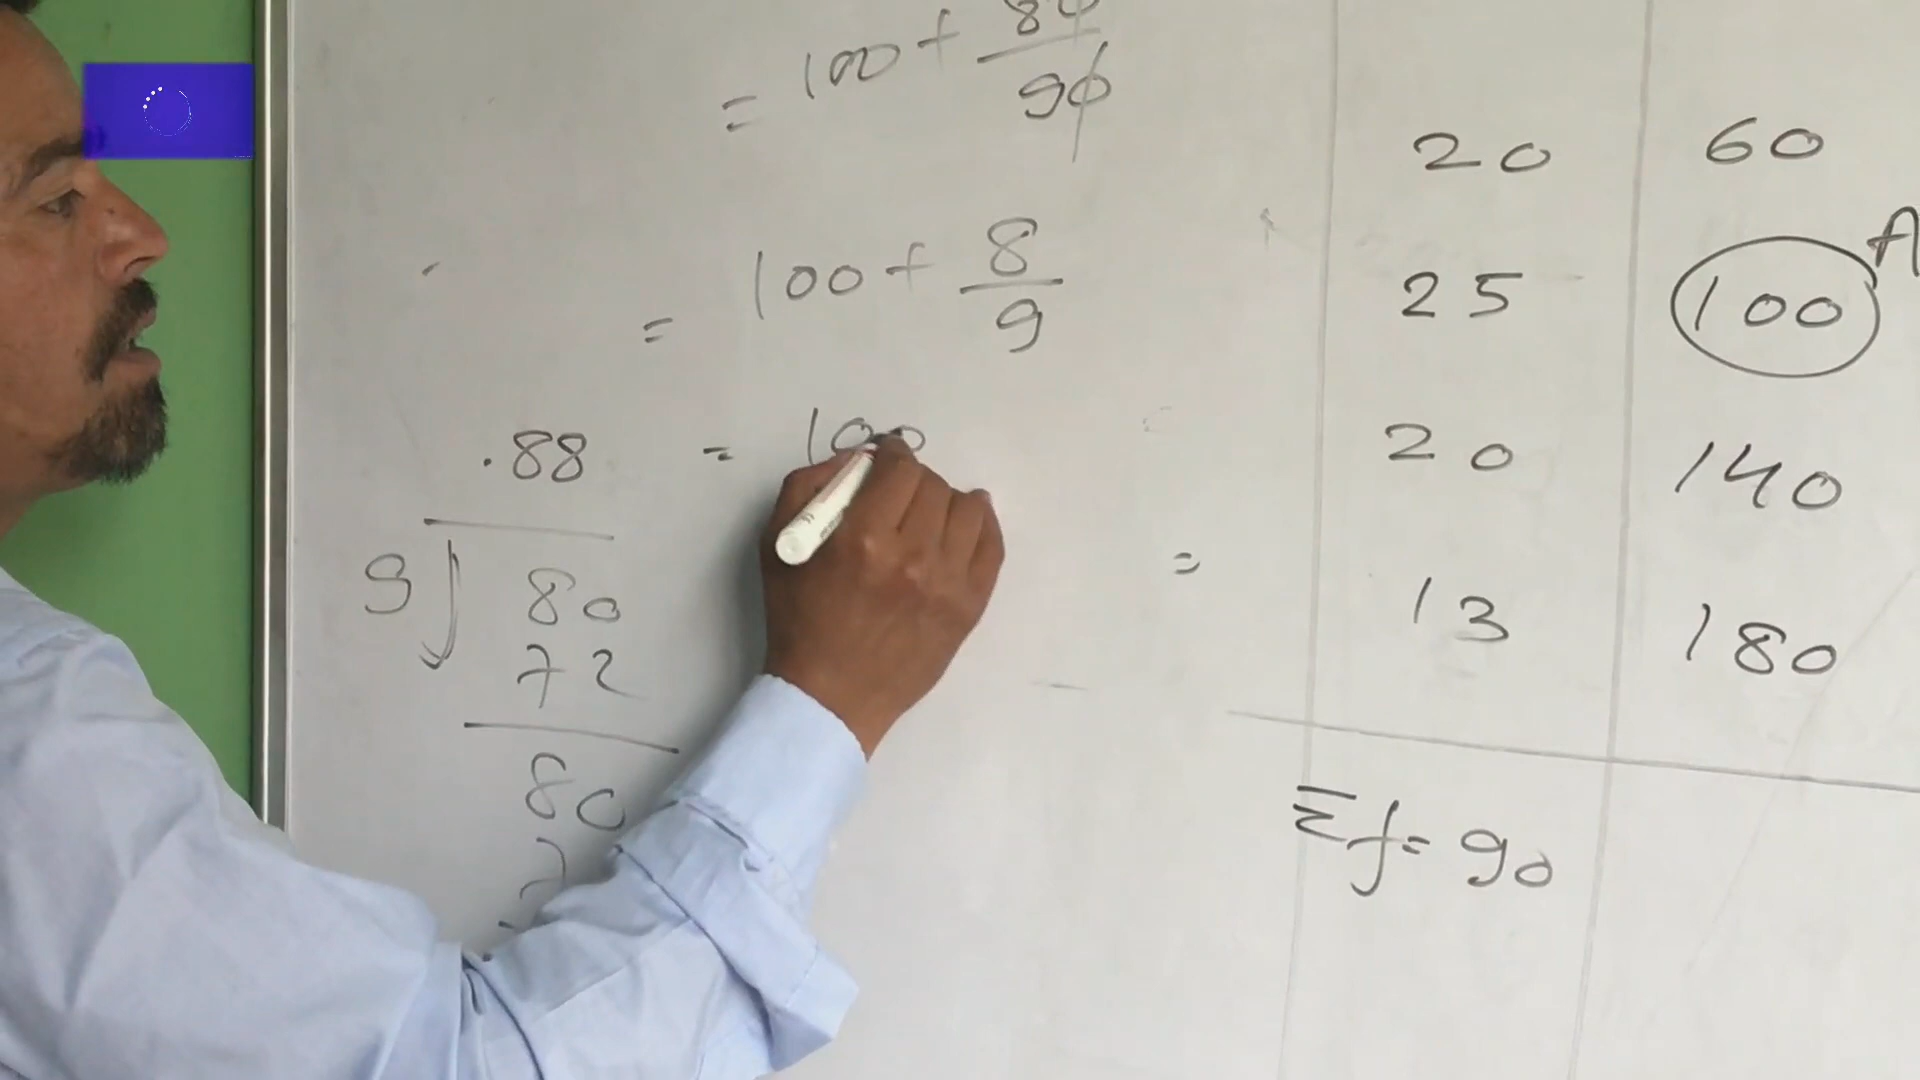 = 100 + 80/90
= 100 + 8/9
= 100
.88
9 80
72
80
20 60
25 100 A
20 140
= 13 180
Σf = 90